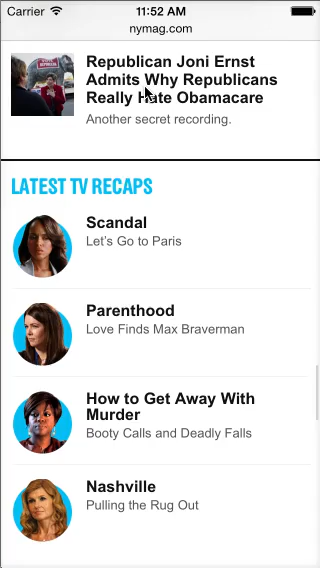 Carrier 11:52 AM
nymag.com
Republican Joni Ernst
Admits Why Republicans
Really Hate Obamacare
Another secret recording.
LATEST TV RECAPS
Scandal
Let's Go to Paris
Parenthood
Love Finds Max Braverman
How to Get Away With
Murder
Booty Calls and Deadly Falls
Nashville
Pulling the Rug Out